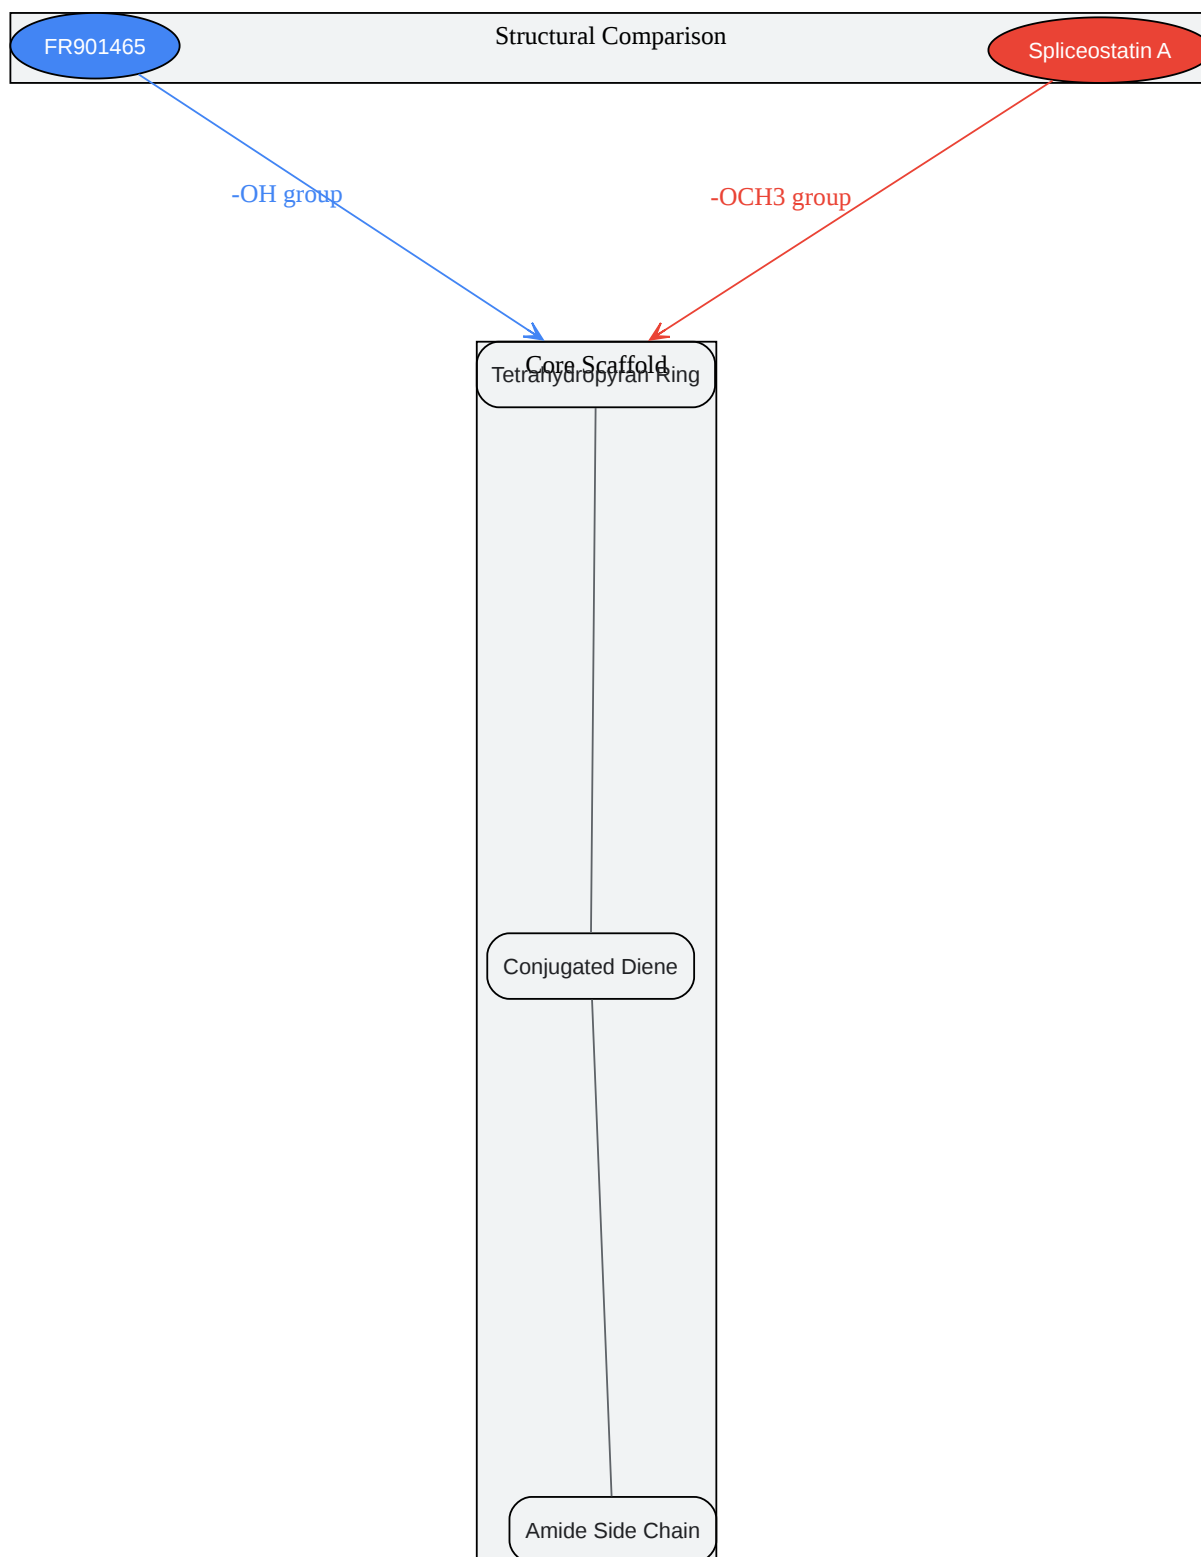 Structural Comparison
FR901465
Spliceostatin A
-OH group
-OCH3 group
Core Scaffold
Tetrahydropyran Ring
Conjugated Diene
Amide Side Chain